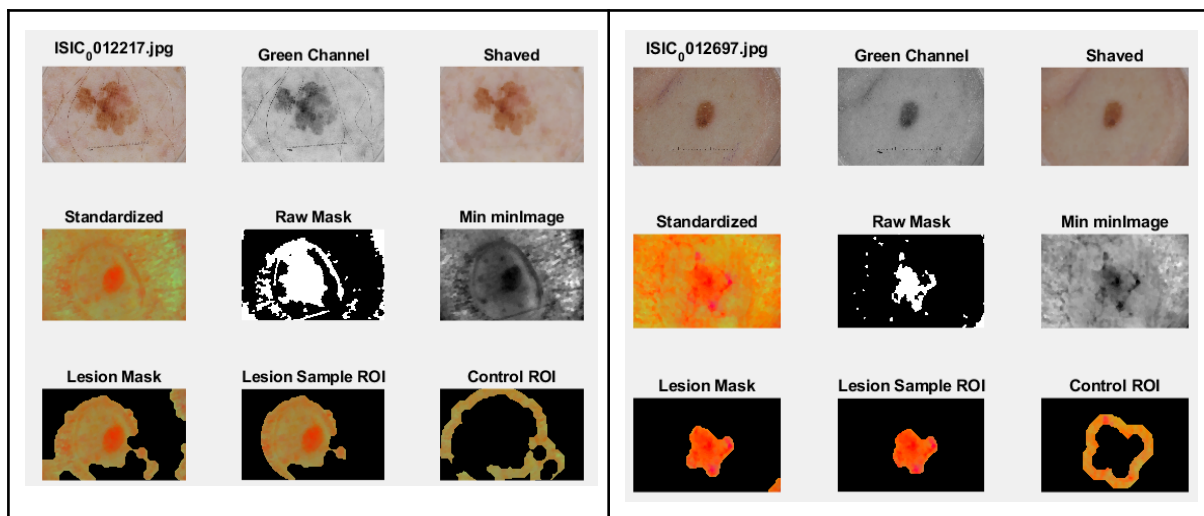 ISIC₀012217.jpg
Green Channel
Shaved
Standardized
Raw Mask
Min minImage
Lesion Mask
Lesion Sample ROI
Control ROI
ISIC₀012697.jpg
Green Channel
Shaved
Standardized
Raw Mask
Min minImage
Lesion Mask
Lesion Sample ROI
Control ROI